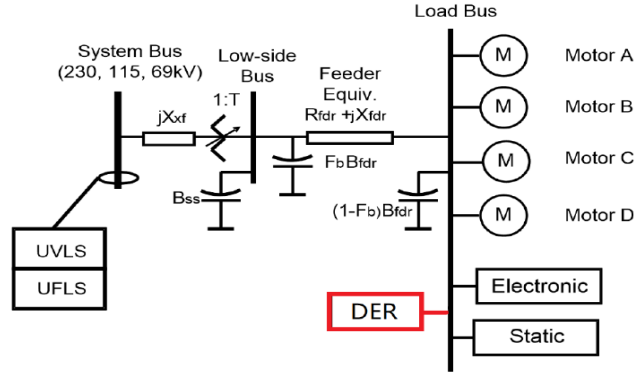 Load Bus
System Bus
(230, 115, 69kV)
Low-side
Bus
Feeder
Equiv.
Rfdr +jXfdr
jXxf
1:T
Motor A
M
Motor B
M
Motor C
M
Motor D
M
FbBfdr
Bss
(1-Fb)Bfdr
UVLS
UFLS
Electronic
DER
Static